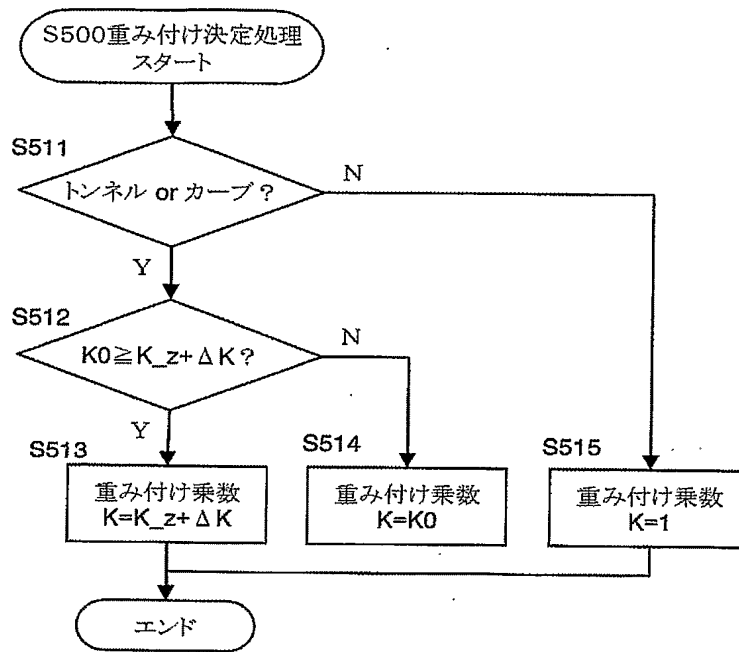 S500重み付け決定処理
スタート
S511
トンネル or カーブ?
N
Y
S512
K0≧K_z+ΔK?
N
Y
S513
重み付け乗数
K=K_z+ΔK
S514
重み付け乗数
K=K0
S515
重み付け乗数
K=1
エンド